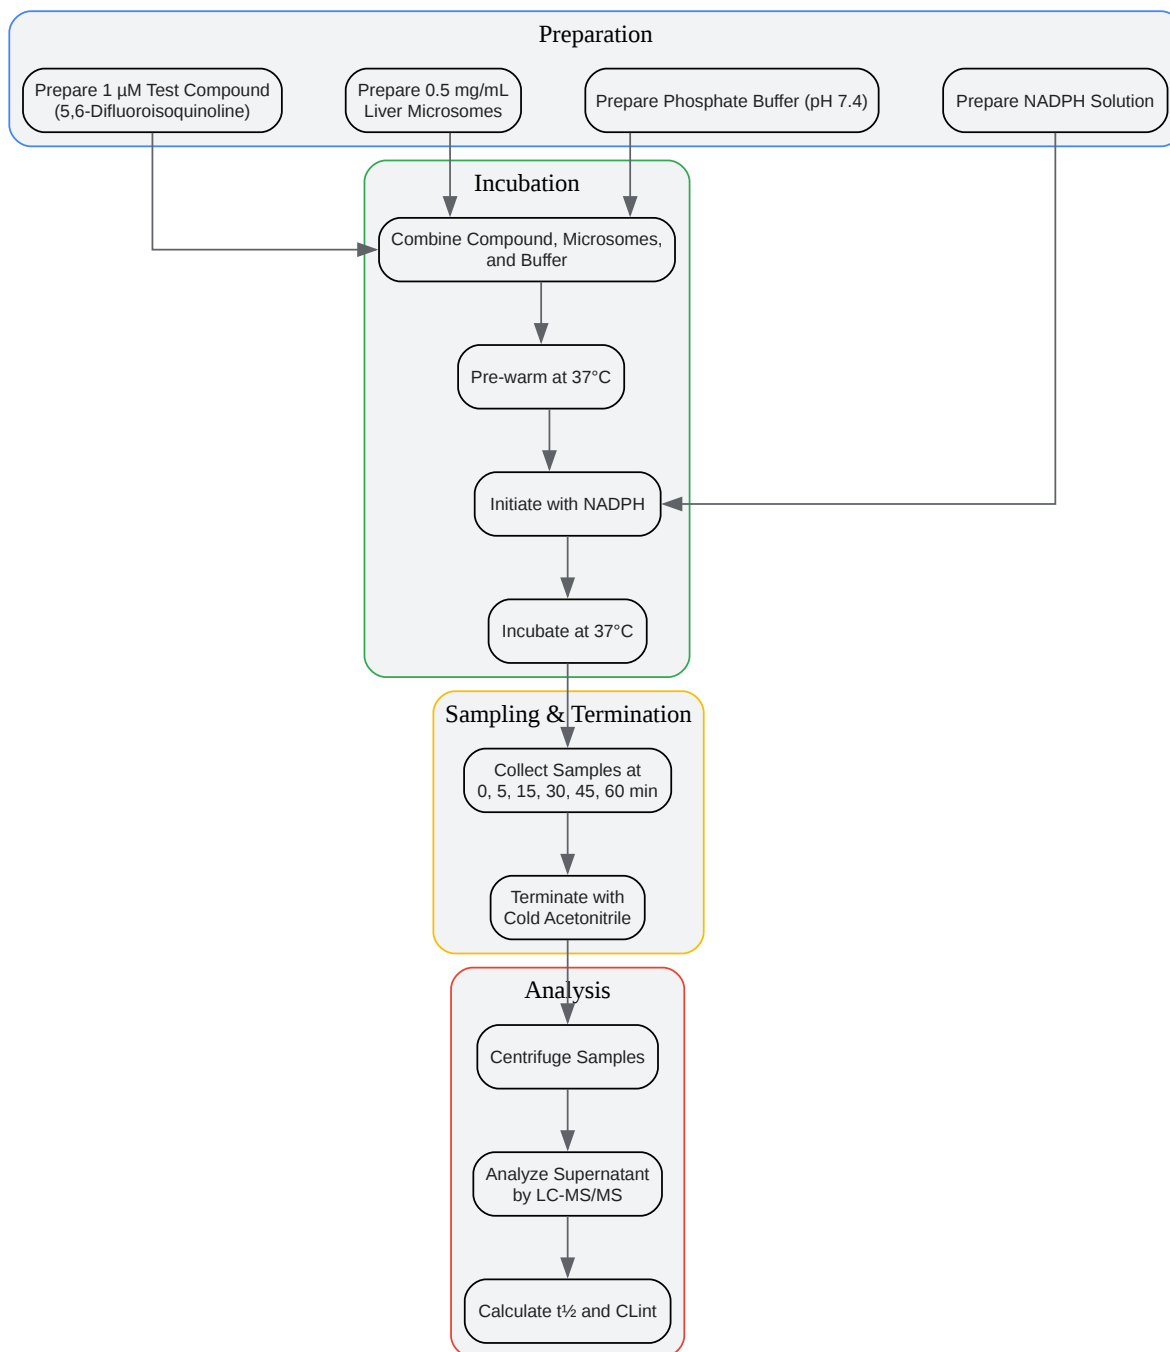 Preparation
Prepare 1 µM Test Compound
(5,6-Difluoroisoquinoline)
Prepare 0.5 mg/mL
Liver Microsomes
Prepare Phosphate Buffer (pH 7.4)
Prepare NADPH Solution
Incubation
Combine Compound, Microsomes,
and Buffer
Pre-warm at 37°C
Initiate with NADPH
Incubate at 37°C
Sampling & Termination
Collect Samples at
0, 5, 15, 30, 45, 60 min
Terminate with
Cold Acetonitrile
Analysis
Centrifuge Samples
Analyze Supernatant
by LC-MS/MS
Calculate t½ and CLint